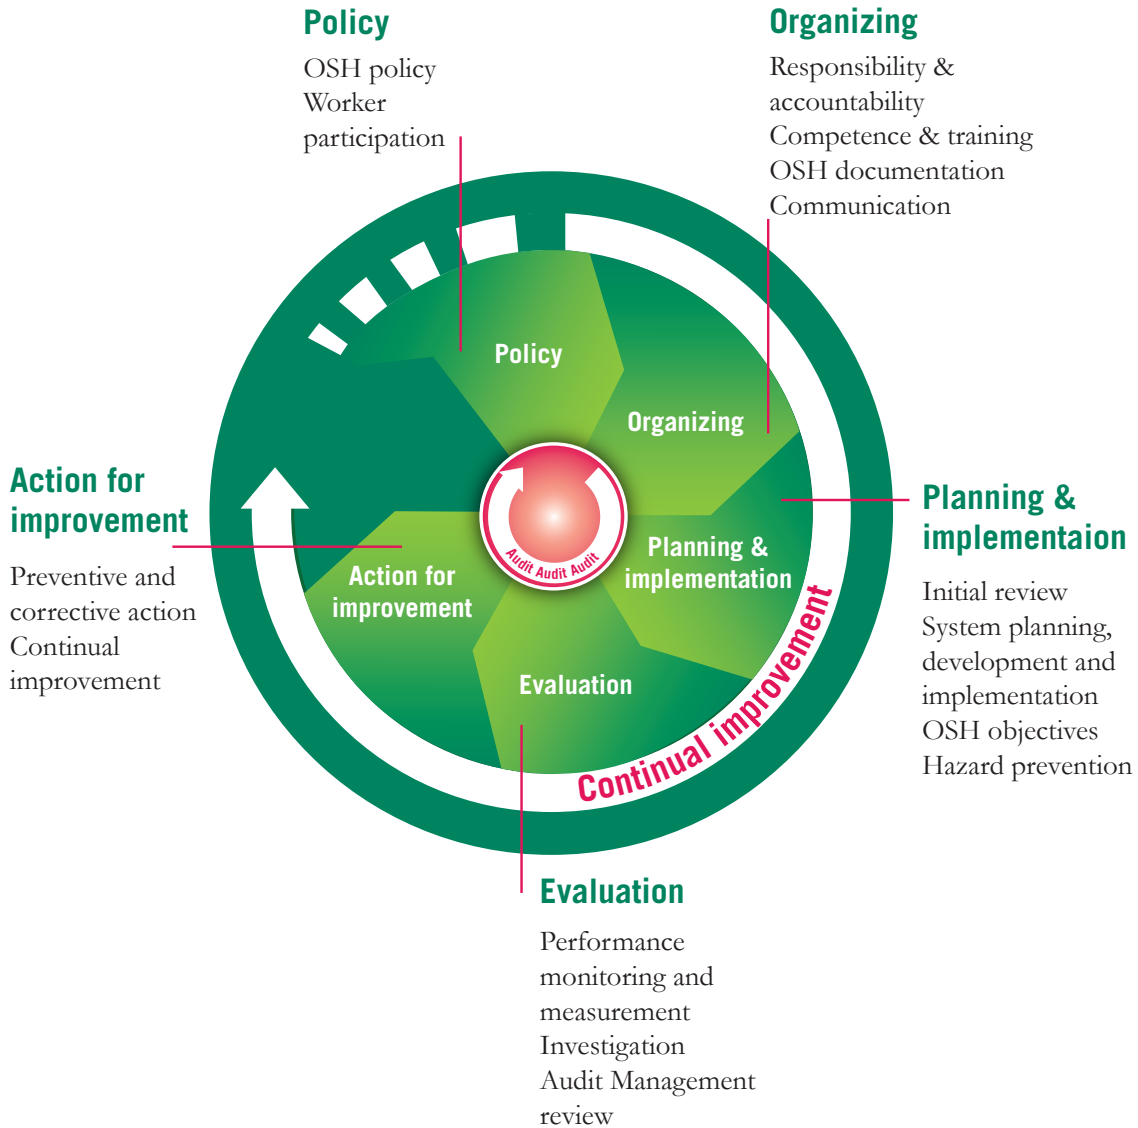 Policy
OSH policy
Worker
participation
Organizing
Responsibility &
accountability
Competence & training
OSH documentation
Communication
Policy
Organizing
Planning &
implementation
Evaluation
Action for
improvement
Audit Audit Audit
Continual improvement
Action for
improvement
Preventive and
corrective action
Continual
improvement
Planning &
implementaion
Initial review
System planning,
development and
implementation
OSH objectives
Hazard prevention
Evaluation
Performance
monitoring and
measurement
Investigation
Audit Management
review